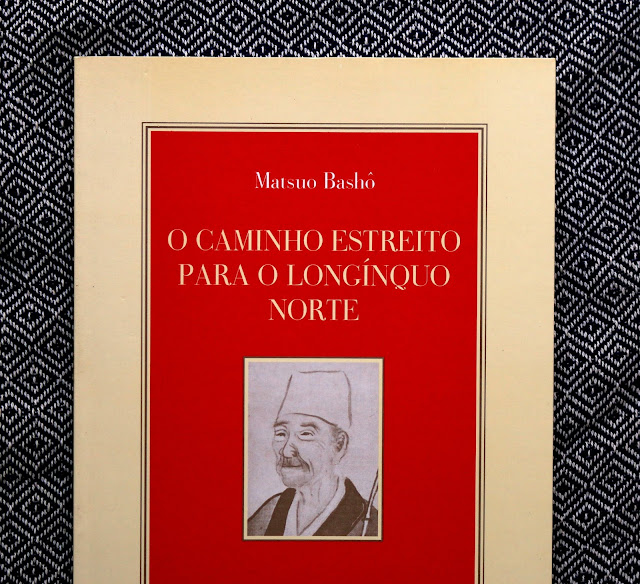 Matsuo Bashô
O CAMINHO ESTREITO
PARA O LONGÍNQUO
NORTE